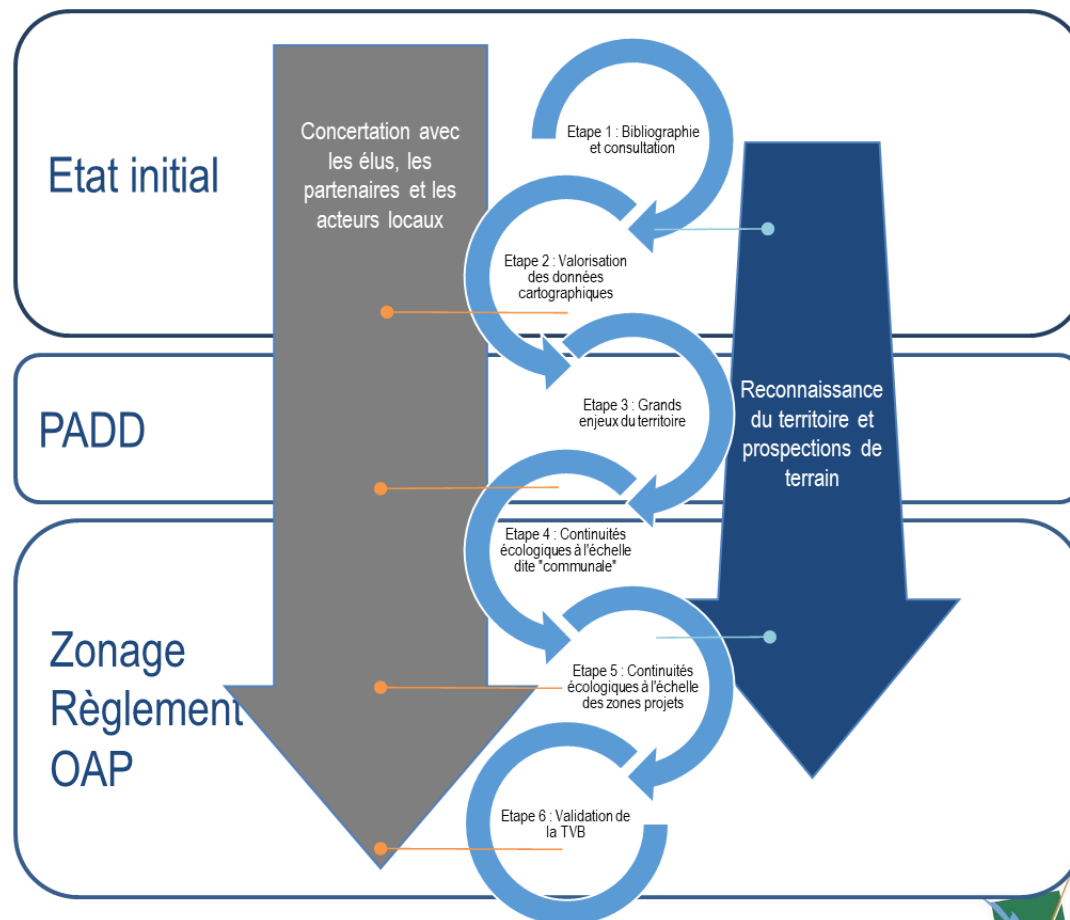 Etat initial
Concertation avec
les élus, les
partenaires et les
acteurs locaux
Etape 1 : Bibliographie
et consultation
Etape 2 : Valorisation
des données
cartographiques
PADD
Etape 3 : Grands
enjeux du territoire
Reconnaissance
du territoire et
prospections de
terrain
Zonage
Règlement
OAP
Etape 4 : Continuités
écologiques à l'échelle
dite "communale"
Etape 5 : Continuités
écologiques à l'échelle
des zones projets
Etape 6 : Validation de
la TVB